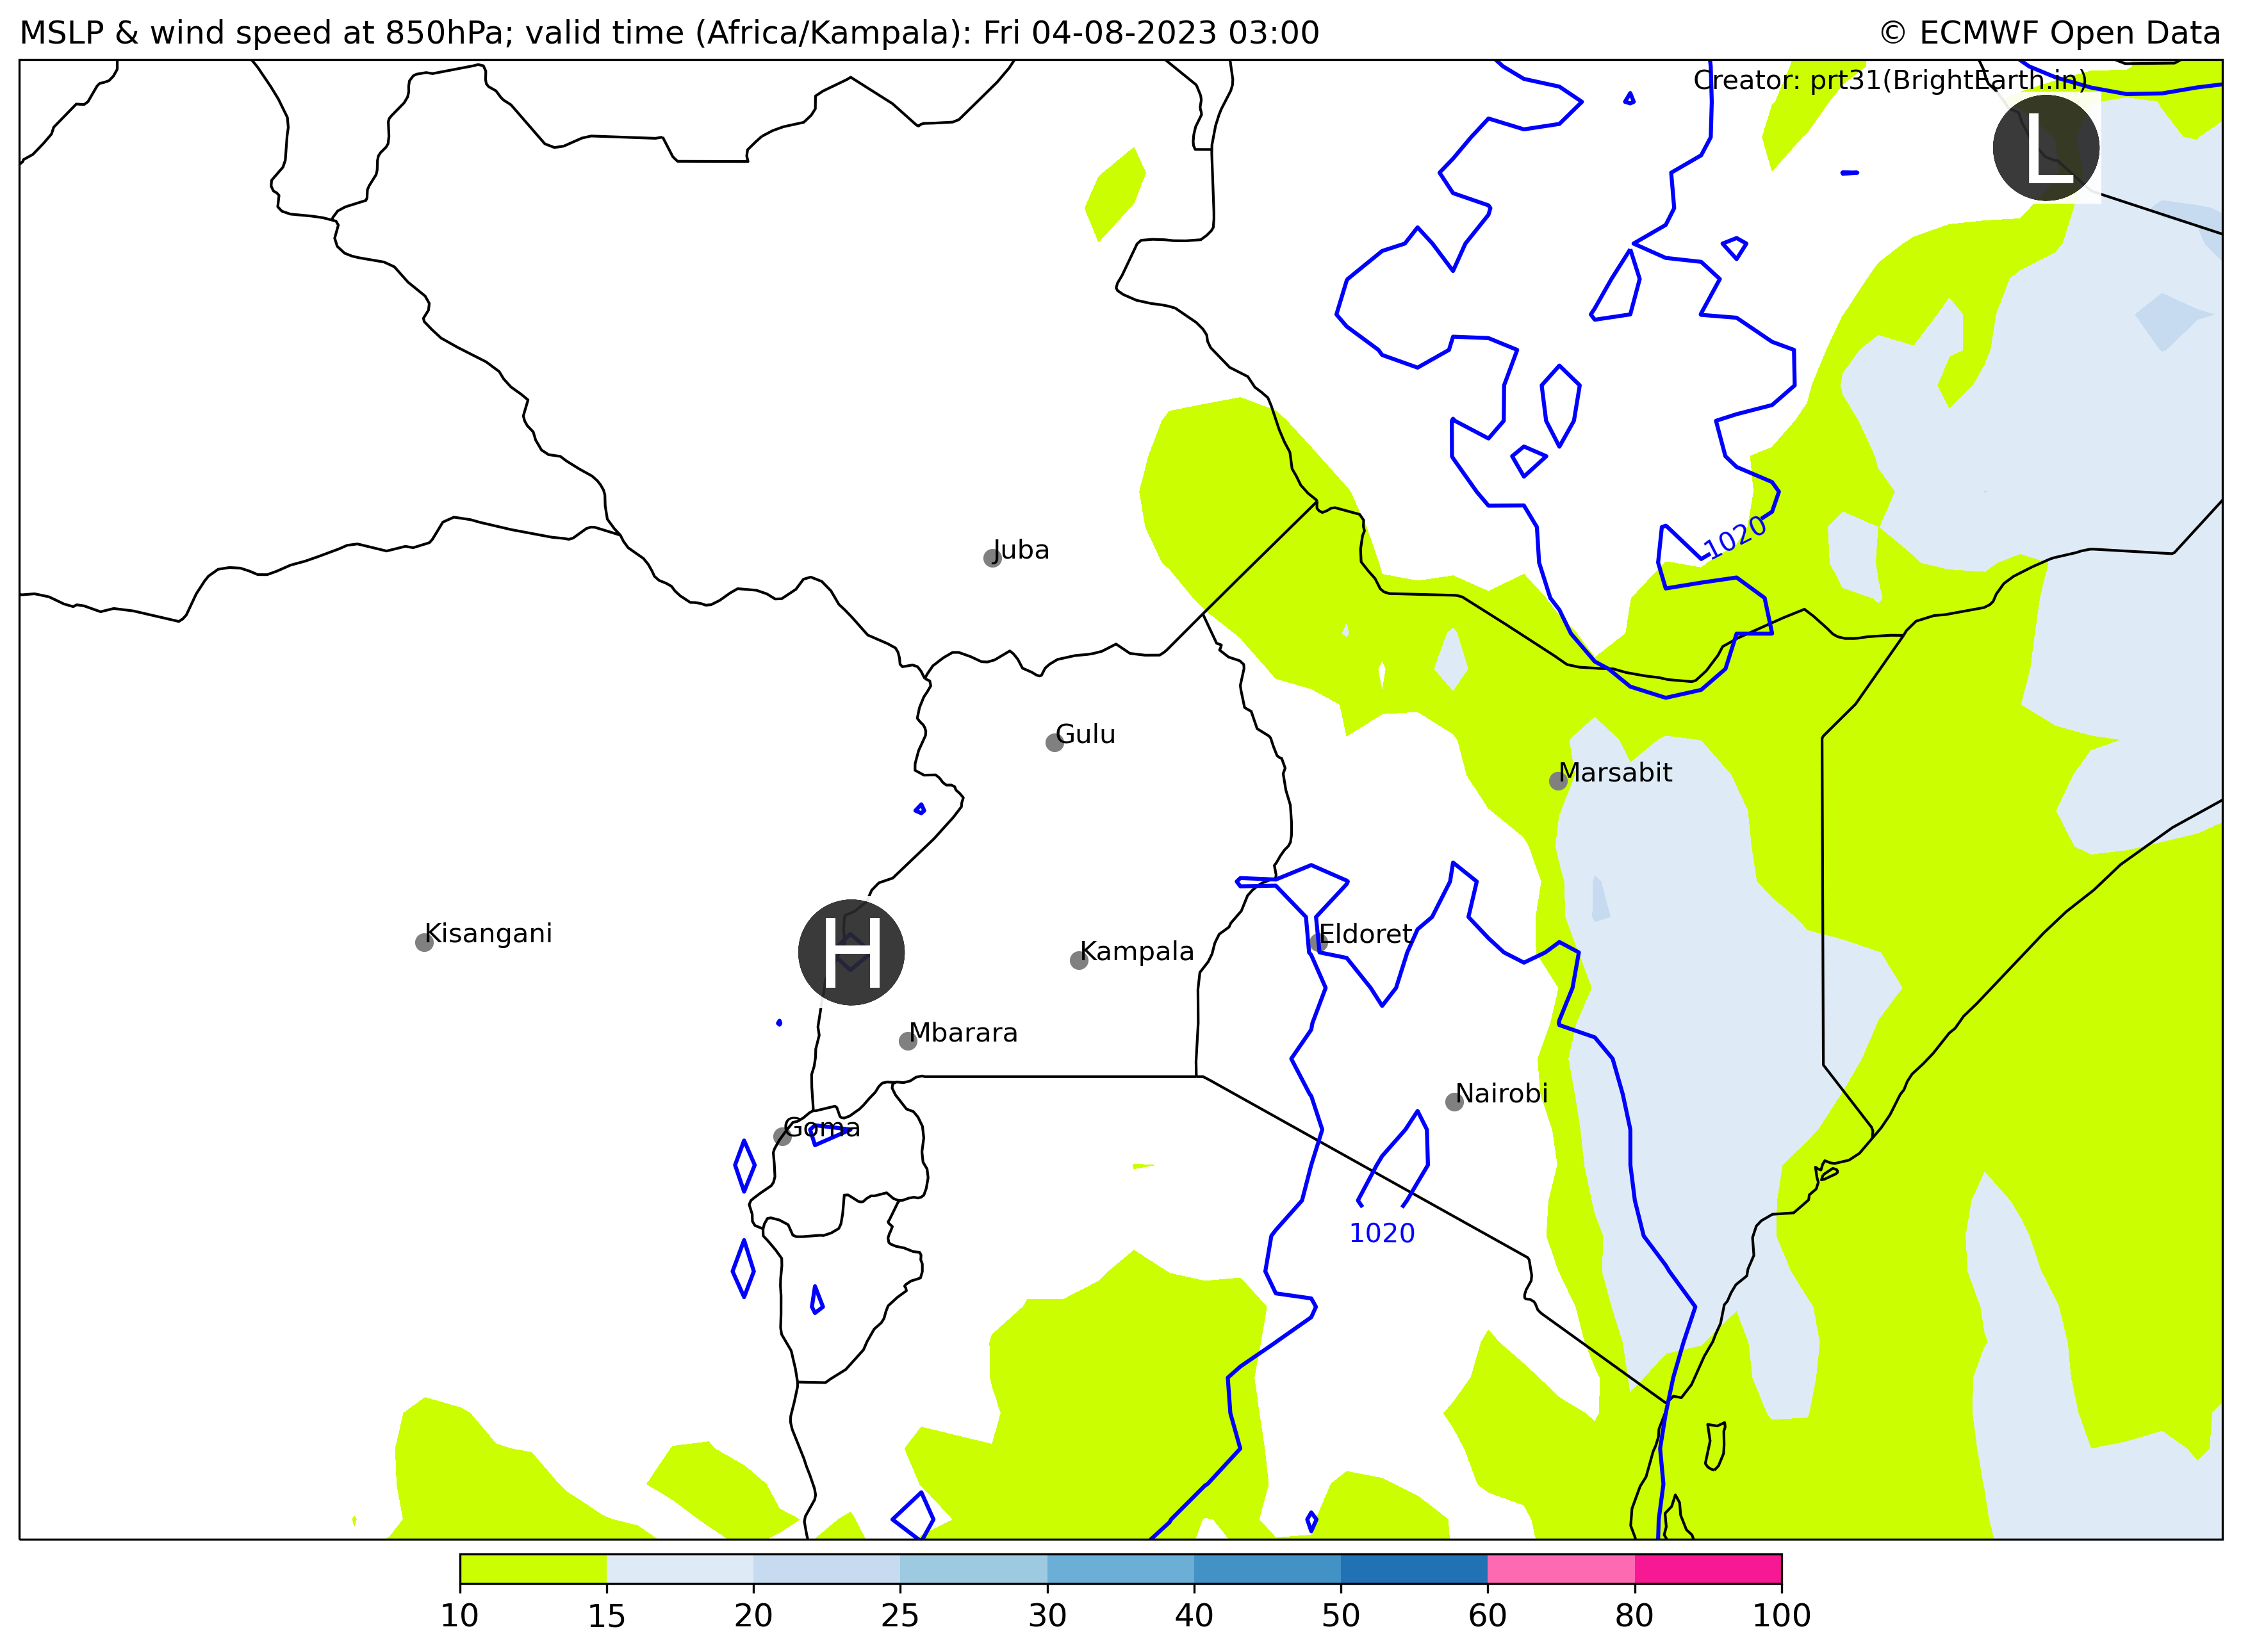 MSLP & wind speed at 850hPa; valid time (Africa/Kampala): Fri 04-08-2023 03:00
© ECMWF Open Data
Creator: prt31(BrightEarth.in)
L
1020
Juba
Gulu
Marsabit
Kisangani
H
Kampala
Eldoret
Mbarara
Nairobi
Goma
1020
10 15 20 25 30 40 50 60 80 100